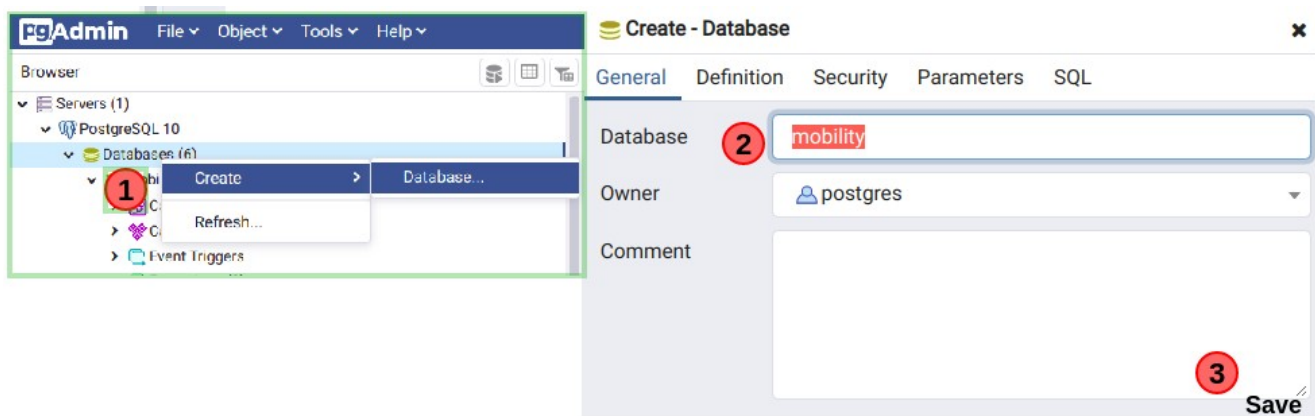 pgAdmin File Object Tools Help
Browser
Servers (1)
PostgreSQL 10
Databases (6)
1
Create
Database...
Refresh...
Event Triggers
Create - Database
General Definition Security Parameters SQL
Database
2
mobility
Owner
postgres
Comment
3
Save